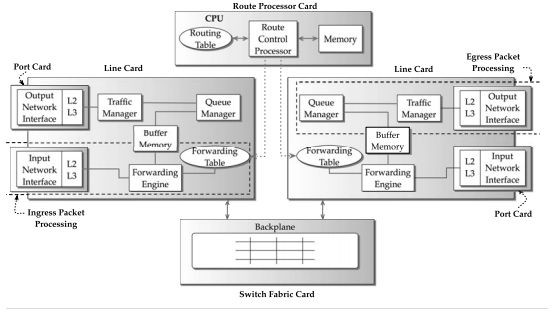 Route Processor Card
CPU
Routing
Table
Route
Control
Processor
Memory
Port Card
Line Card
Output
Network
Interface
L2
L3
Traffic
Manager
Queue
Manager
Buffer
Memory
Input
Network
Interface
L2
L3
Forwarding
Table
Forwarding
Engine
Ingress Packet
Processing
Line Card
Egress Packet
Processing
Queue
Manager
Traffic
Manager
L2
L3
Output
Network
Interface
Buffer
Memory
Forwarding
Table
Forwarding
Engine
L2
L3
Input
Network
Interface
Port Card
Backplane
Switch Fabric Card